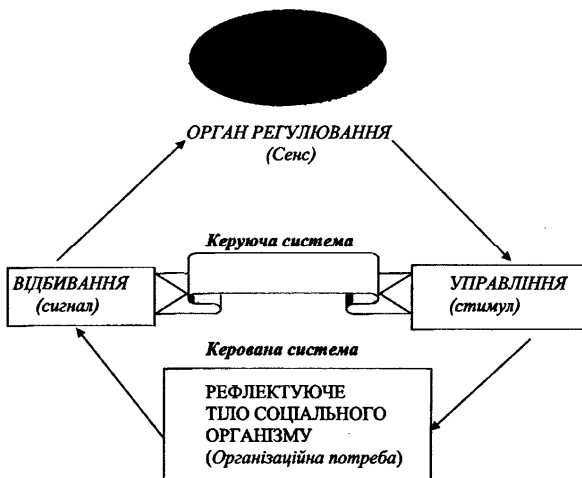 ОРГАН РЕГУЛЮВАННЯ
(Сенс)
Керуюча система
ВІДБИВАННЯ
(сигнал)
УПРАВЛІННЯ
(стимул)
Керована система
РЕФЛЕКТУЮЧЕ
ТІЛО СОЦІАЛЬНОГО
ОРГАНІЗМУ
(Організаційна потреба)